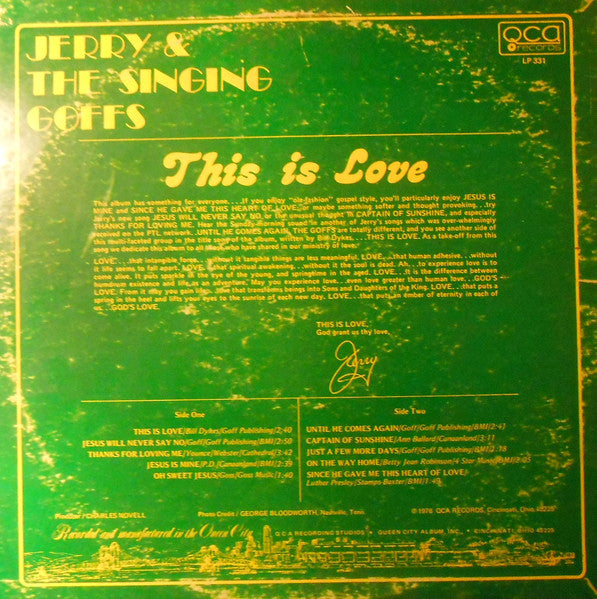 JERRY &
THE SINGING
GOFFS
QCA
records
LP 331
This is Love
This album has something for everyone. . . .If you enjoy "ole-fashion" gospel style, you'll particularly enjoy JESUS IS
MINE and SINCE HE GAVE ME THIS HEART OF LOVE, or maybe something softer and thought provoking. . .try
Jerry's new song JESUS WILL NEVER SAY NO, or the unusual thought in CAPTAIN OF SUNSHINE, and especially
THANKS FOR LOVING ME. Hear the Sunday-morning sound in another of Jerry's songs which was over-whelmingly
received on the PTL network. UNTIL HE COMES AGAIN. THE GOFFS are totally different, and you see another side of
this multi-faceted group in the title song of the album, written by Bill Dykes. . . . .THIS IS LOVE. As a take-off from this
song we dedicate this album to all those who have shared in our ministry of love:
LOVE. . .that intangible force. . .without it tangible things are less meaningful. LOVE. . .that human adhesive. . .without
it life seems to fall apart. LOVE. . .that spiritual awakening. . .without it the soul is dead. Ah. . .to experience love is to
come alive. It puts sparkle in the eye of the young, and springtime in the aged. LOVE. . .It is the difference between
humdrum existence and life as an adventure. May you experience love. . .even love greater than human love. . .GOD'S
LOVE. From it may you gain life. . .one that transforms beings into Sons and Daughters of the King. LOVE. . .that puts a
spring in the heel and lifts your eyes to the sunrise of each new day. LOVE. . .that puts an ember of eternity in each of
us. . .GOD'S LOVE.
THIS IS LOVE,
God grant us thy love,
Jerry
Side One
THIS IS LOVE/Bill Dykes/Goff Publishing/2:40
JESUS WILL NEVER SAY NO/Goff/Goff Publishing/BMI/2:50
THANKS FOR LOVING ME/Younce/Webster/Cathedral/3:42
JESUS IS MINE/P.D./Canaanland/BMI/2:39
OH SWEET JESUS/Goss/Goss Music/1:40
Side Two
UNTIL HE COMES AGAIN/Goff/Goff Publishing/BMI/2:47
CAPTAIN OF SUNSHINE/Ann Ballard/Canaanland/3:11
JUST A FEW MORE DAYS/Goff/Goff Publishing/BMI/2:18
ON THE WAY HOME/Betty Jean Robinson/4 Star Music/BMI/2:05
SINCE HE GAVE ME THIS HEART OF LOVE/
Luther Presley/Stamps Baxter/BMI/1:45
Producer / CHARLES NOVELL
Photo Credit / GEORGE BLOODWORTH, Nashville, Tenn.
© 1976 QCA RECORDS, Cincinnati, Ohio 45225
Recorded and manufactured in the Queen City
QCA RECORDING STUDIOS · QUEEN CITY ALBUM, INC. · CINCINNATI, OHIO 45225